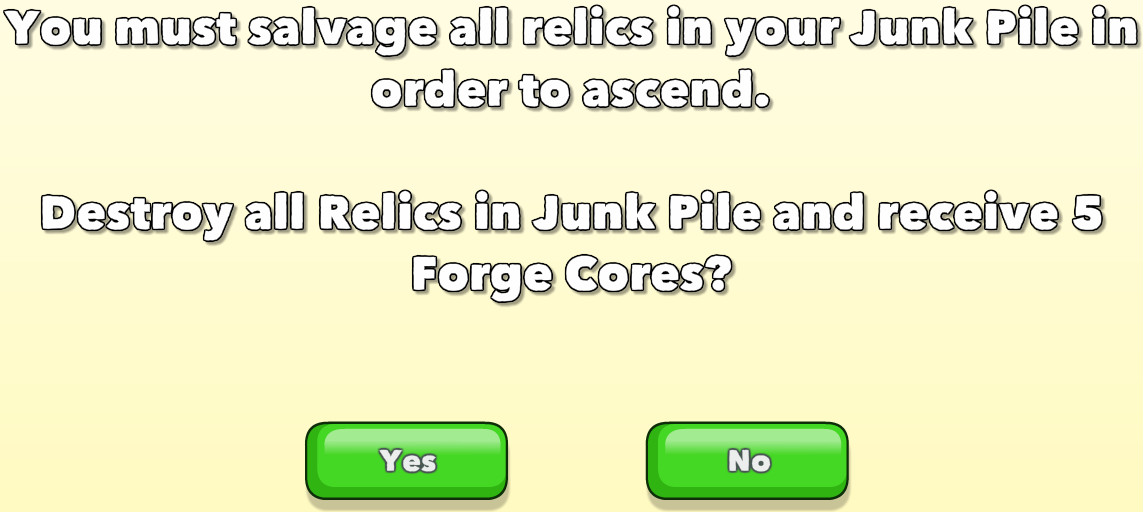 You must salvage all relics in your Junk Pile in
order to ascend.
Destroy all Relics in Junk Pile and receive 5
Forge Cores?
Yes
No